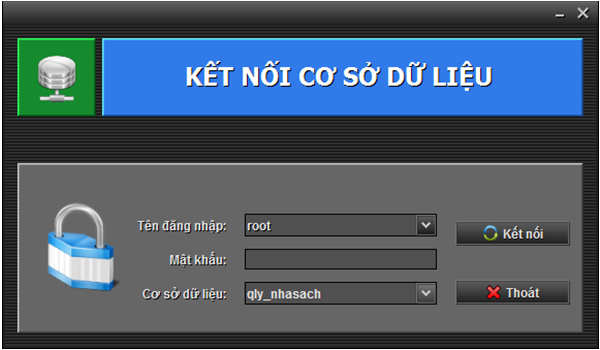 KẾT NỐI CƠ SỞ DỮ LIỆU
Tên đăng nhập: root
Kết nối
Mật khẩu:
Cơ sở dữ liệu: qly_nhasach
Thoát